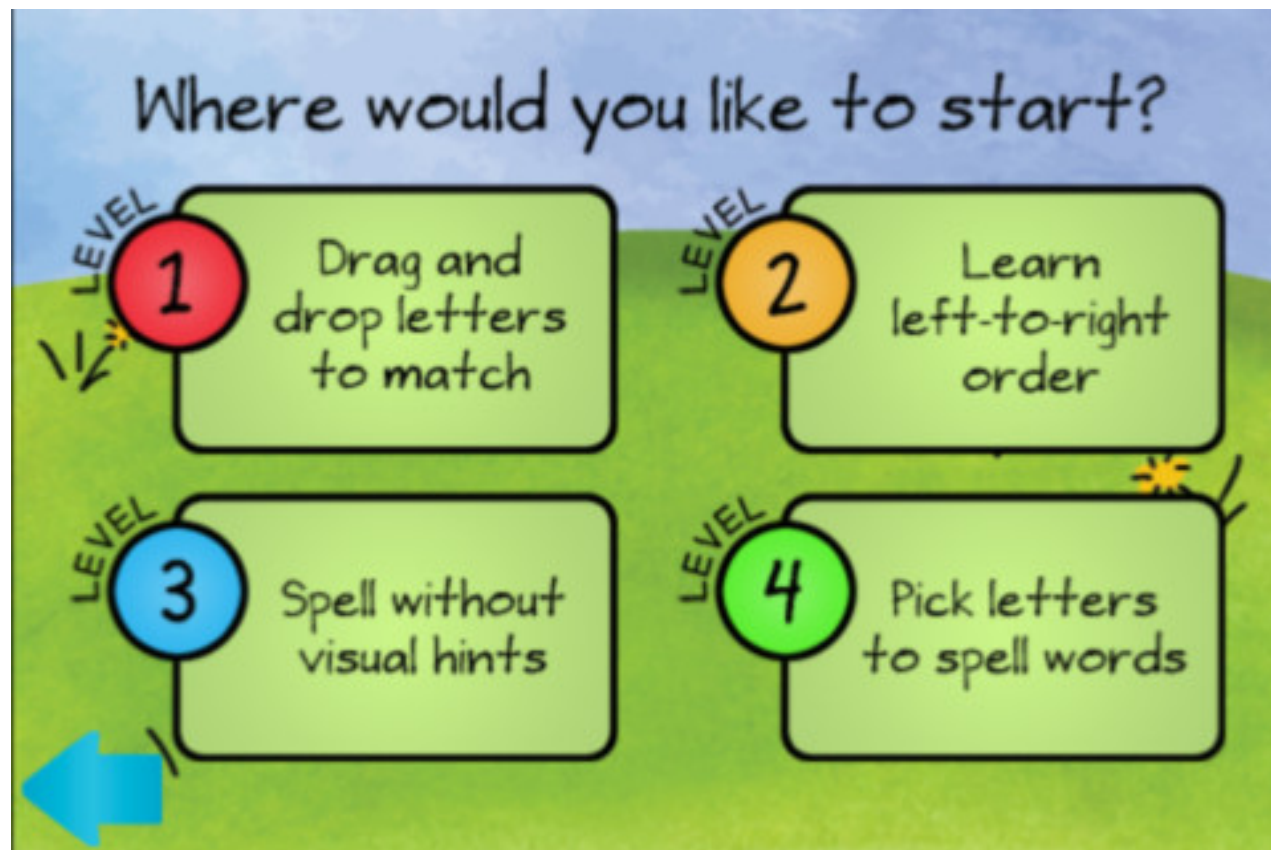 Where would you like to start?
LEVEL
1
Drag and
drop letters
to match
LEVEL
2
Learn
left-to-right
order
LEVEL
3
Spell without
visual hints
LEVEL
4
Pick letters
to spell words